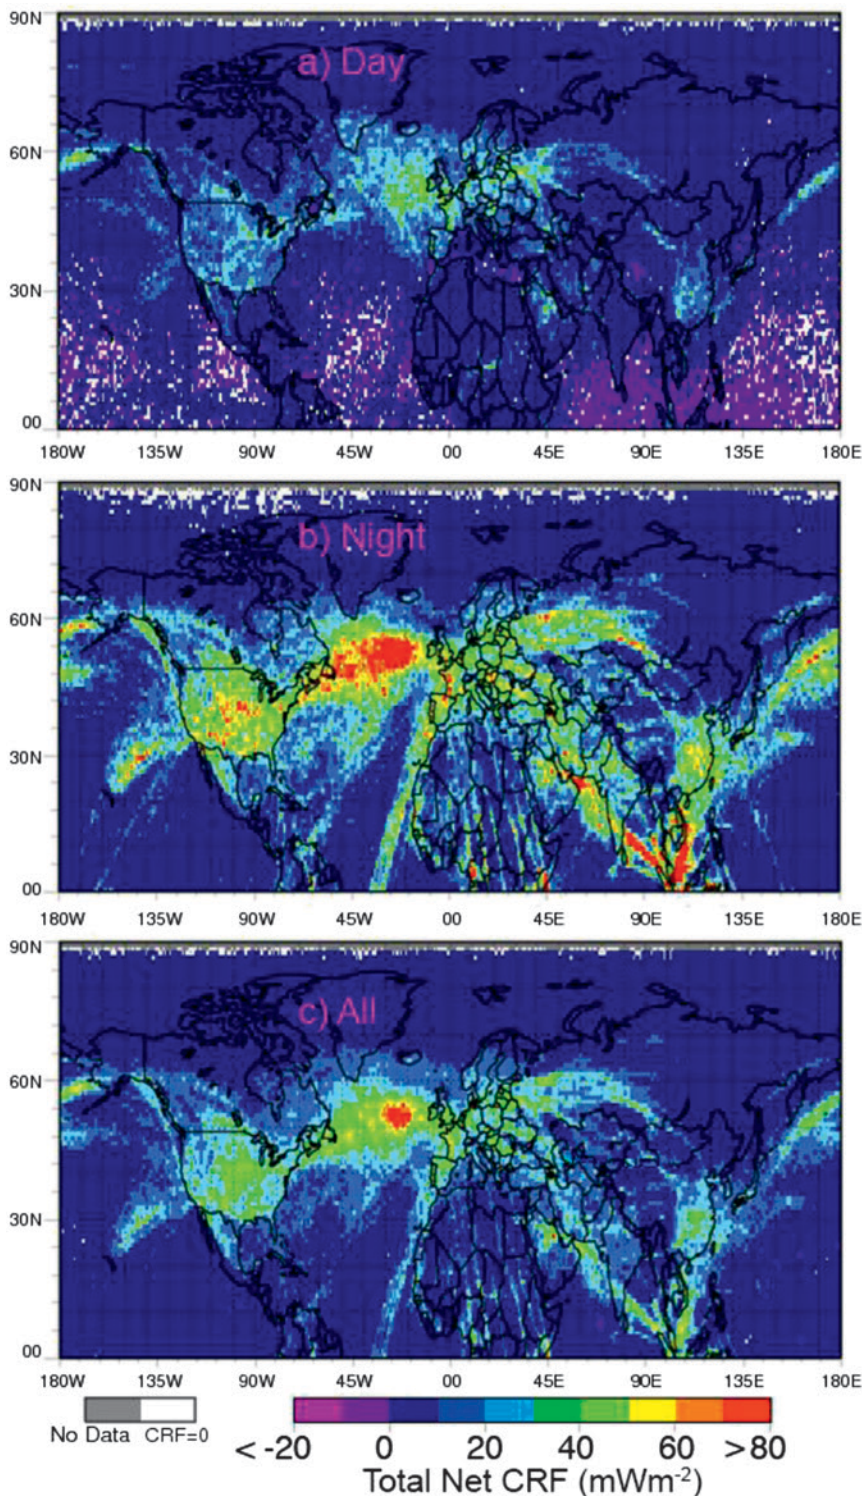 90N
a) Day
60N
30N
00
180W 135W 90W 45W 00 45E 90E 135E 180E
90N
b) Night
60N
30N
00
180W 135W 90W 45W 00 45E 90E 135E 180E
90N
c) All
60N
30N
00
180W 135W 90W 45W 00 45E 90E 135E 180E
No Data CRF=0
< -20 0 20 40 60 >80
Total Net CRF (mWm-2)